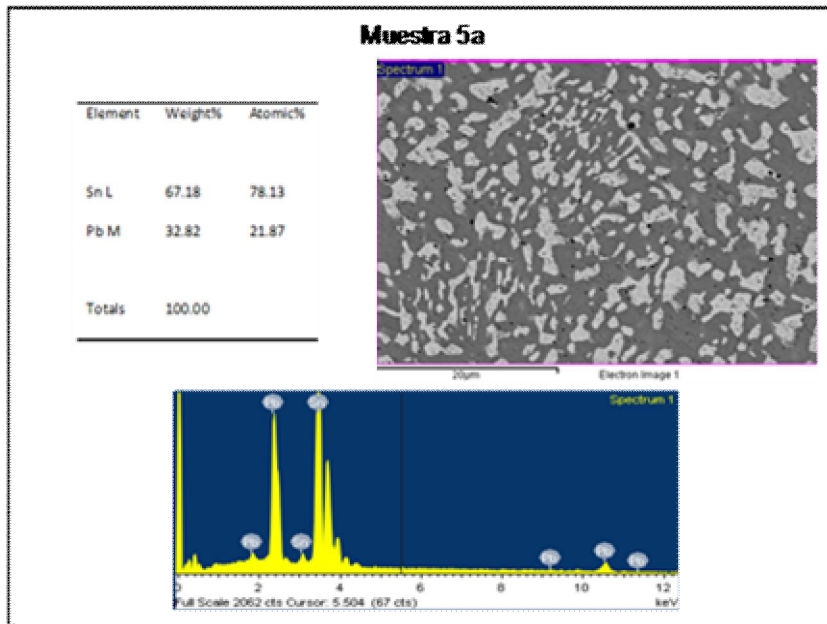 Muestra 5a
Element Weight% Atomic%
Sn L 67.18 78.13
Pb M 32.82 21.87
Totals 100.00
Spectrum 1
20µm Electron Image 1
Spectrum 1
0 2 4 6 8 10 12
Full Scale 2062 cts Cursor: 5.504 (67 cts) keV